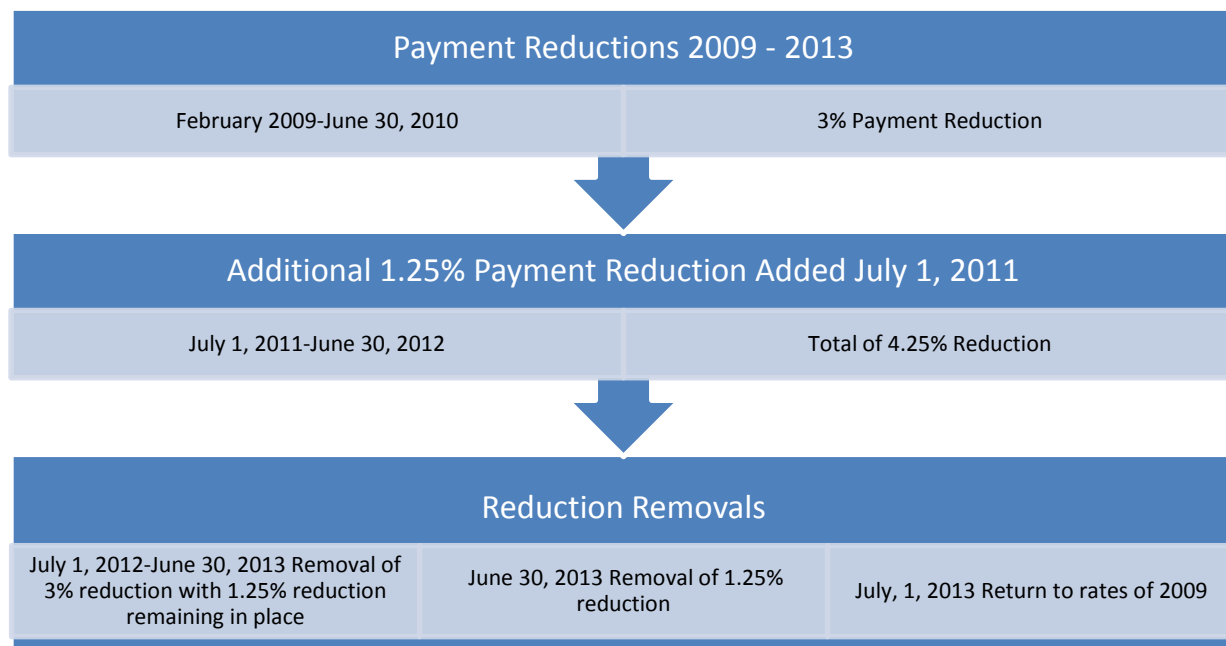 Payment Reductions 2009 - 2013
February 2009-June 30, 2010
3% Payment Reduction
Additional 1.25% Payment Reduction Added July 1, 2011
July 1, 2011-June 30, 2012
Total of 4.25% Reduction
Reduction Removals
July 1, 2012-June 30, 2013 Removal of
3% reduction with 1.25% reduction
remaining in place
June 30, 2013 Removal of 1.25%
reduction
July, 1, 2013 Return to rates of 2009